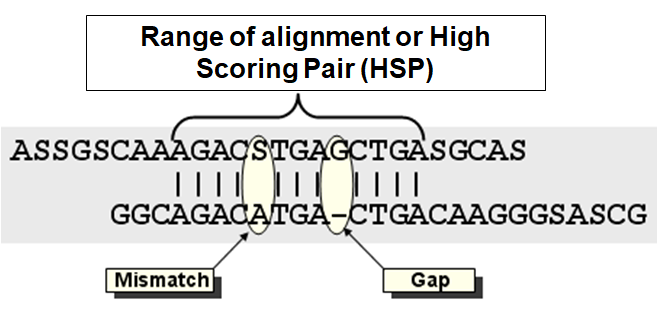 Range of alignment or High
Scoring Pair (HSP)
ASSGSCAAAGACSTGAGCTGASGCAS
GGCAGACATGA-CTGACAAGGGSASCG
Mismatch
Gap